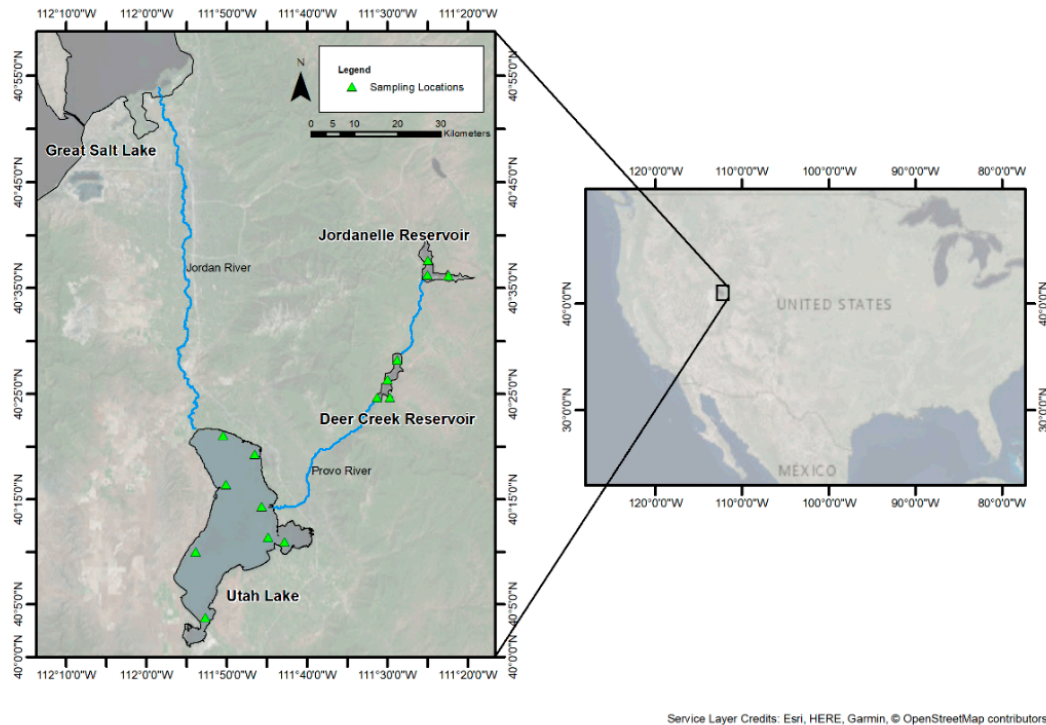 112°10'0"W 112°0'0"W 111°50'0"W 111°40'0"W 111°30'0"W 111°20'0"W
40°55'0"N
40°45'0"N
40°35'0"N
40°25'0"N
40°15'0"N
40°5'0"N
40°0'0"N
N
Legend
Sampling Locations
0 5 10 20 30
Kilometers
Great Salt Lake
Jordanelle Reservoir
Jordan River
Deer Creek Reservoir
Provo River
Utah Lake
40°55'0"N
40°45'0"N
40°35'0"N
40°25'0"N
40°15'0"N
40°5'0"N
40°0'0"N
112°10'0"W 112°0'0"W 111°50'0"W 111°40'0"W 111°30'0"W 111°20'0"W
120°0'0"W 110°0'0"W 100°0'0"W 90°0'0"W 80°0'0"W
40°0'0"N
30°0'0"N
UNITED STATES
MÉXICO
40°0'0"N
30°0'0"N
120°0'0"W 110°0'0"W 100°0'0"W 90°0'0"W 80°0'0"W
Service Layer Credits: Esri, HERE, Garmin, © OpenStreetMap contributors